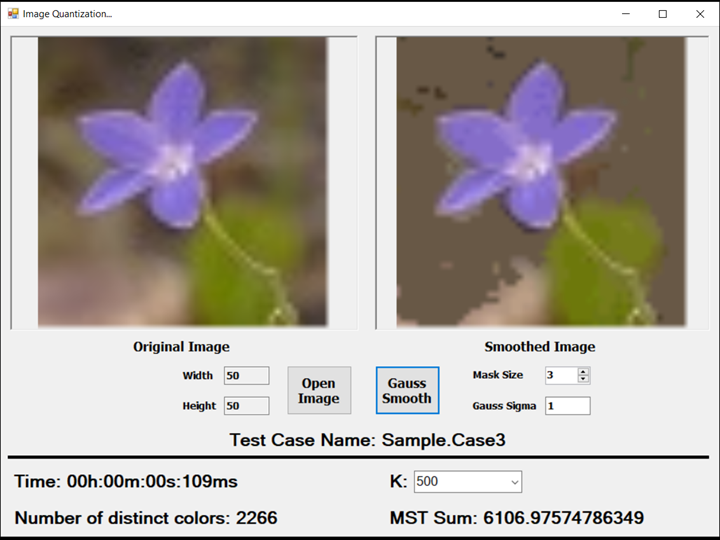 Image Quantization...
Original Image
Smoothed Image
Width 50
Height 50
Open Image
Gauss Smooth
Mask Size 3
Gauss Sigma 1
Test Case Name: Sample.Case3
Time: 00h:00m:00s:109ms
K: 500
Number of distinct colors: 2266
MST Sum: 6106.97574786349